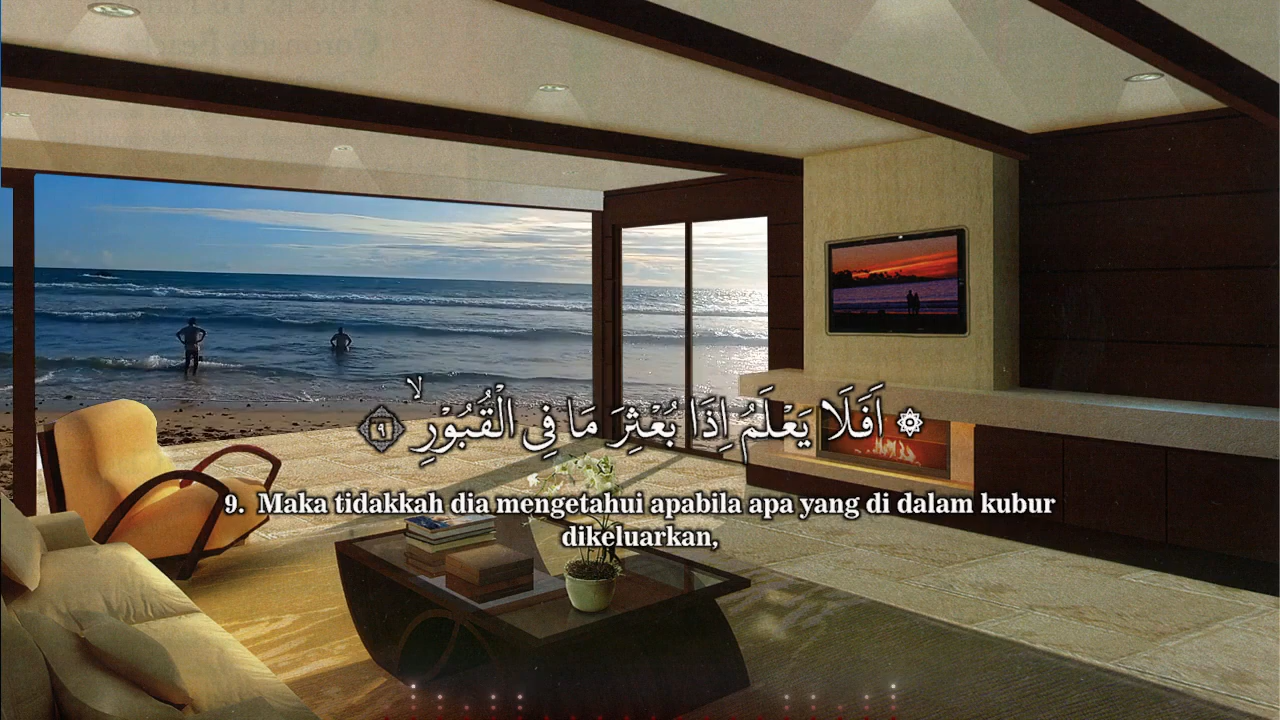 ۞ اَفَلَا يَعْلَمُ اِذَا بُعْثِرَ مَا فِى الْقُبُوْرِۙ ٩
9. Maka tidakkah dia mengetahui apabila apa yang di dalam kubur
dikeluarkan,